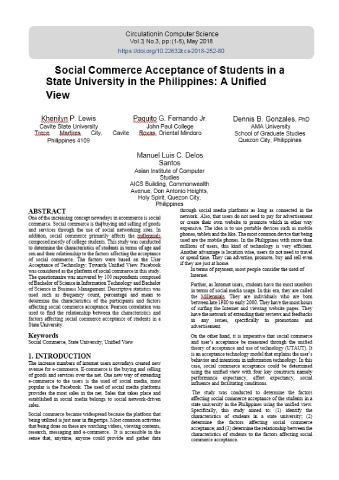 Circulation in Computer Science
Vol.3, No.3, pp: (1-5), May 2018
https://doi.org/10.22632/ccs-2018-252-80
Social Commerce Acceptance of Students in a
State University in the Philippines: A Unified
View
Khenilyn P. Lewis
Cavite State University
Trece Martires City, Cavite
Philippines 4109
Paquito G. Fernando Jr.
John Paul College
Roxas, Oriental Mindoro
Dennis B. Gonzales, PhD
AMA University
School of Graduate Studies
Quezon City, Philippines
Manuel Luis C. Delos
Santos
Asian Institute of Computer
Studies
AICS Building, Commonwealth
Avenue, Don Antonio Heights,
Holy Spirit, Quezon City,
Philippines
ABSTRACT
One of the increasing concept nowadays in ecommerce is social
commerce. Social commerce is the buying and selling of goods
and services through the use of social networking sites. In
addition, social commerce primarily affects the millennials,
composed mostly of college students. This study was conducted
to determine the characteristics of students in terms of age and
sex and their relationship to the factors affecting the acceptance
of social commerce. The factors were based on the User
Acceptance of Technology: Towards Unified View. Facebook
was considered as the platform of social commerce in this study.
The questionnaire was answered by 100 respondents composed
of Bachelor of Science in Information Technology and Bachelor
of Science in Business Management. Descriptive statistics was
used such as frequency count, percentage and mean to
determine the characteristics of the participants and factors
affecting social commerce acceptance. Pearson correlation was
used to find the relationship between the characteristics and
factors affecting social commerce acceptance of students in a
State University.
Keywords
Social Commerce, State University, Unified View
1. INTRODUCTION
The increase numbers of internet users nowadays created new
avenue for e-commerce. E-commerce is the buying and selling
of goods and services over the net. One new way of extending
e-commerce to the users is the used of social media, most
popular is the Facebook. The used of social media platforms
provides the most sales in the net. Sales that takes place and
established in social media belongs to social network-driven
sales.
Social commerce became widespread because the platform that
being utilized is just near in fingertips. Most common activities
that being done on these are watching videos, viewing contents,
research, messaging and e-commerce. It is accessible in the
sense that, anytime, anyone could provide and gather data
through social media platforms as long as connected in the
network. Also, that users do not need to pay for advertisement
or create their own website to promote which in other way
expensive. The idea is to use portable devices such as mobile
phones, tablets and the like. The most common device that being
used are the mobile phones. In the Philippines with more than
millions of users, this kind of technology is very efficient.
Another advantage is location wise, users do not need to travel
or spend time. They can advertise, promote, buy and sell even
if they are just at home.
In terms of payment, most people consider the used of
Internet.
Further, as Internet users, students have the most numbers
in terms of social media usage. In this era, they are called
the Millennials. They are individuals who are born
between late 1980 to early 2000. They have the most hours
of surfing the Internet and viewing website pages. They
have the network of extending their reviews and feedbacks
in any issues, specifically in promotions and
advertisement.
On the other hand, it is imperative that social commerce
and user's acceptance be measured through the unified
theory of acceptance and use of technology (UTAUT). It
is an acceptance technology model that explains the user's
behavior and intentions in information technology. In this
case, social commerce acceptance could be determined
using the unified view with four key constructs namely
performance expectancy, effort expectancy, social
influence and facilitating conditions.
The study was conducted to determine the factors
affecting social commerce acceptance of the students in a
state university in the Philippines using the unified view.
Specifically, this study aimed to: (1) identify the
characteristics of students in a state university; (2)
determine the factors affecting social commerce
acceptance; and (3) determine the relationship between the
characteristics of students to the factors affecting social
commerce acceptance.